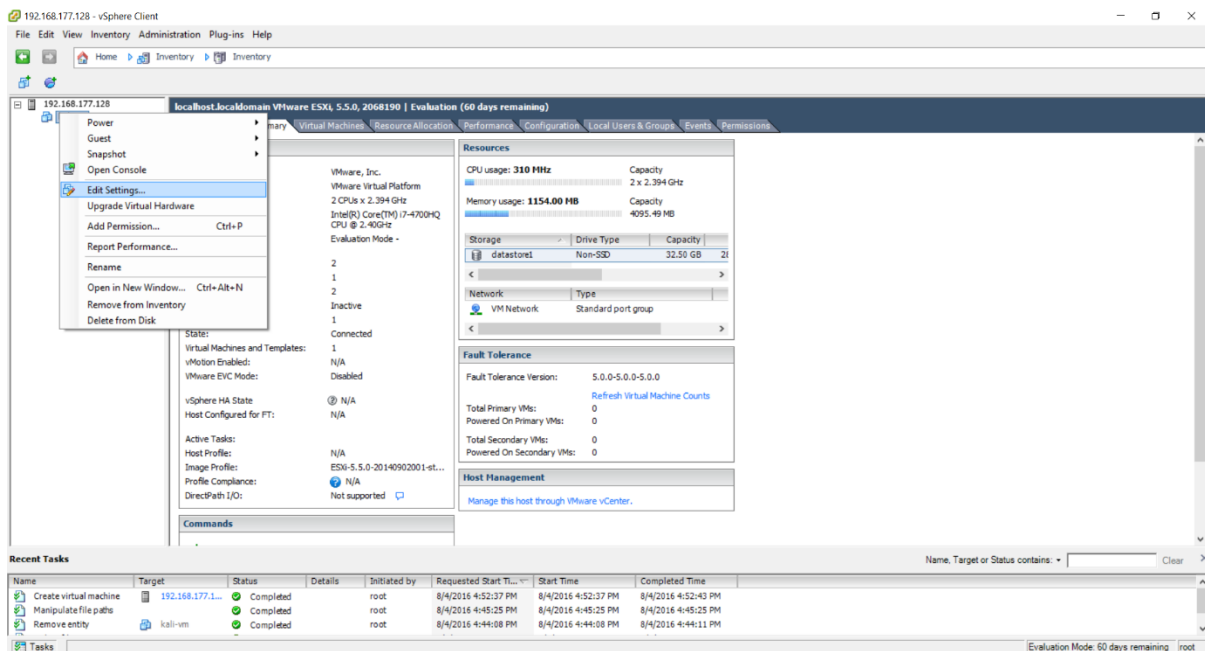 192.168.177.128 - vSphere Client
File Edit View Inventory Administration Plug-ins Help
Home Inventory Inventory
192.168.177.128
localhost.localdomain VMware ESXi, 5.5.0, 2068190 | Evaluation (60 days remaining)
Virtual Machines Resource Allocation Performance Configuration Local Users & Groups Events Permissions
Power
Guest
Snapshot
Open Console
Edit Settings...
Upgrade Virtual Hardware
Add Permission... Ctrl+P
Report Performance...
Rename
Open in New Window... Ctrl+Alt+N
Remove from Inventory
Delete from Disk
VMware, Inc.
VMware Virtual Platform
2 CPUs x 2.394 GHz
Intel(R) Core(TM) i7-4700HQ
CPU @ 2.40GHz
Evaluation Mode -
2
1
2
Inactive
1
State: Connected
Virtual Machines and Templates: 1
vMotion Enabled: N/A
VMware EVC Mode: Disabled
vSphere HA State N/A
Host Configured for FT: N/A
Active Tasks:
Host Profile: N/A
Image Profile: ESXi-5.5.0-20140902001-st...
Profile Compliance: N/A
DirectPath I/O: Not supported
Commands
Resources
CPU usage: 310 MHz Capacity
2 x 2.394 GHz
Memory usage: 1154.00 MB Capacity
4095.49 MB
Storage Drive Type Capacity
datastore1 Non-SSD 32.50 GB
Network Type
VM Network Standard port group
Fault Tolerance
Fault Tolerance Version: 5.0.0-5.0.0-5.0.0
Refresh Virtual Machine Counts
Total Primary VMs: 0
Powered On Primary VMs: 0
Total Secondary VMs: 0
Powered On Secondary VMs: 0
Host Management
Manage this host through VMware vCenter.
Recent Tasks Name, Target or Status contains: Clear
Name Target Status Details Initiated by Requested Start Ti... Start Time Completed Time
Create virtual machine 192.168.177.1... Completed root 8/4/2016 4:52:37 PM 8/4/2016 4:52:37 PM 8/4/2016 4:52:43 PM
Manipulate file paths Completed root 8/4/2016 4:45:25 PM 8/4/2016 4:45:25 PM 8/4/2016 4:45:25 PM
Remove entity kali-vm Completed root 8/4/2016 4:44:08 PM 8/4/2016 4:44:08 PM 8/4/2016 4:44:11 PM
Tasks Evaluation Mode: 60 days remaining root